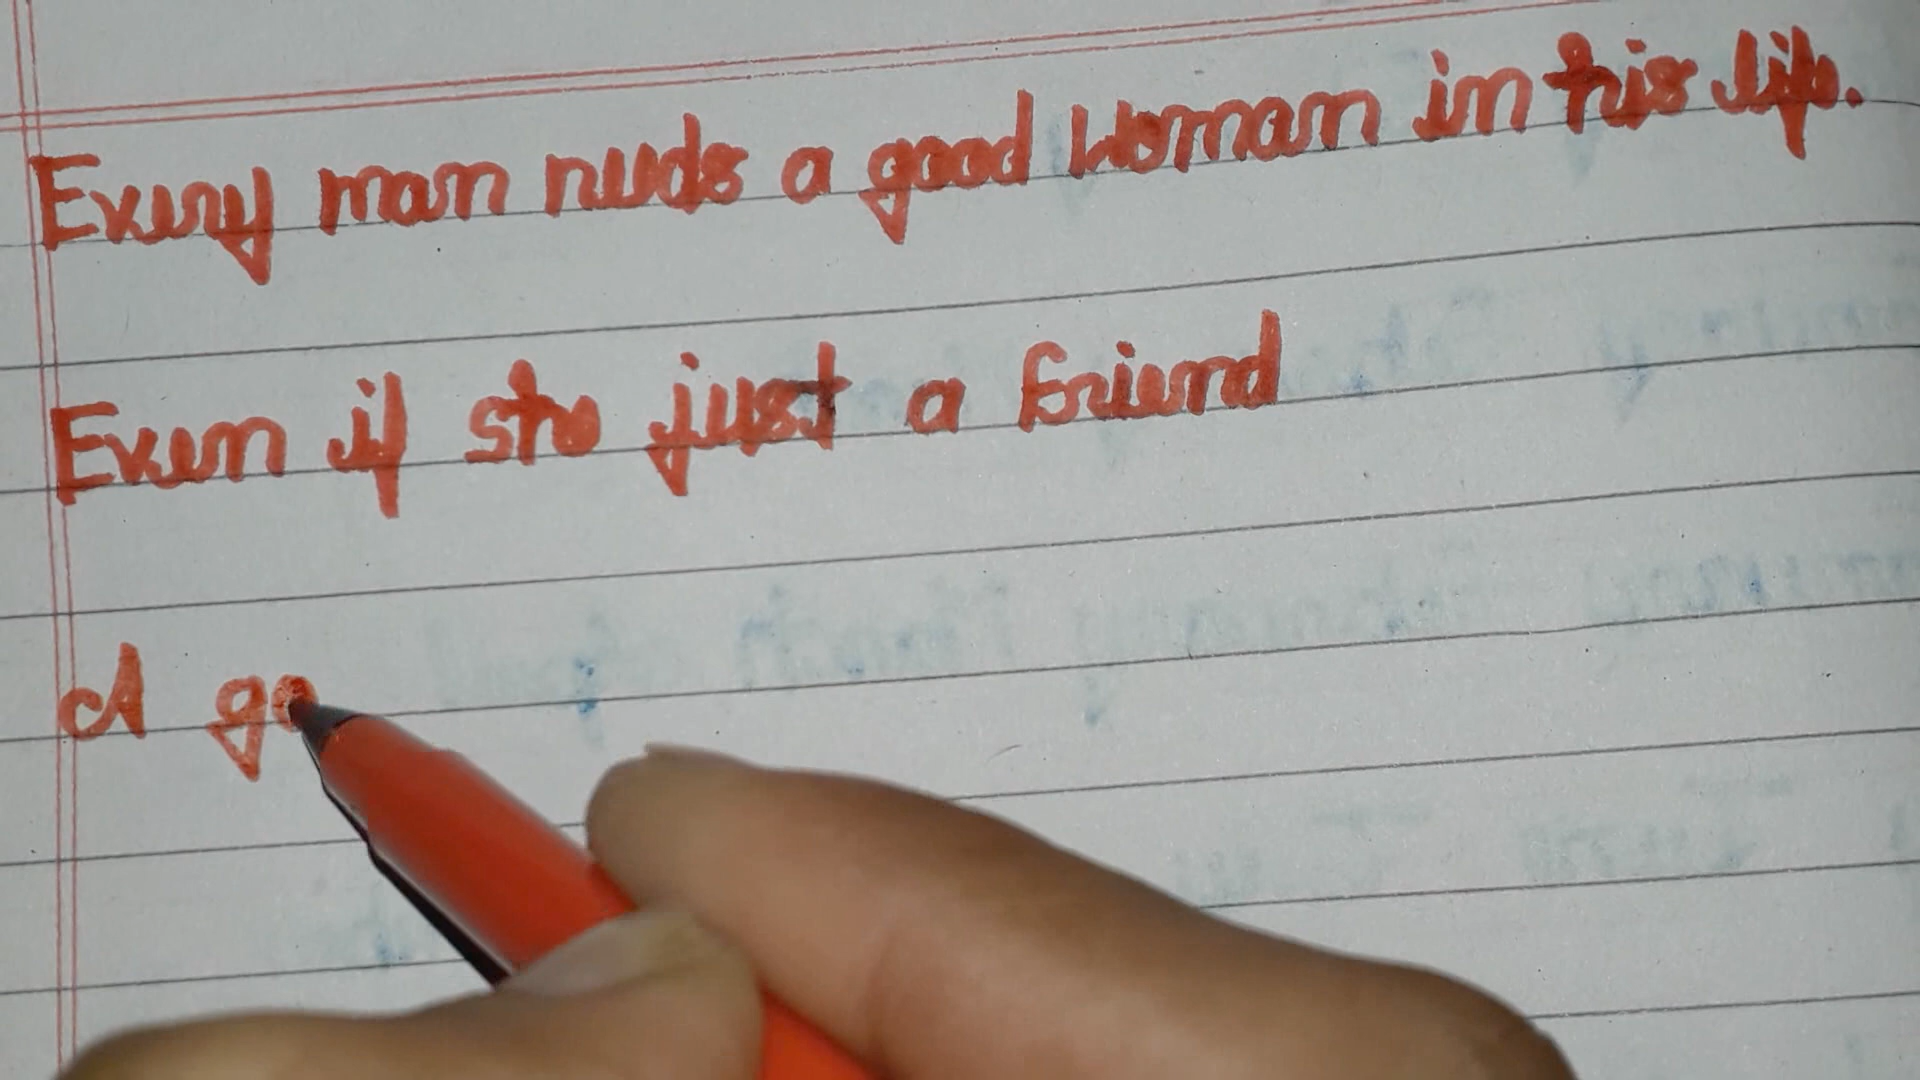 Every man needs a good woman in his life.
Even if she just a friend
A go